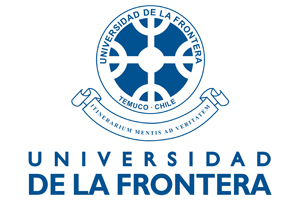 UNIVERSIDAD DE LA FRONTERA
TEMUCO - CHILE
ITINERARIUM MENTIS AD VERITATEM
UNIVERSIDAD
DE LA FRONTERA